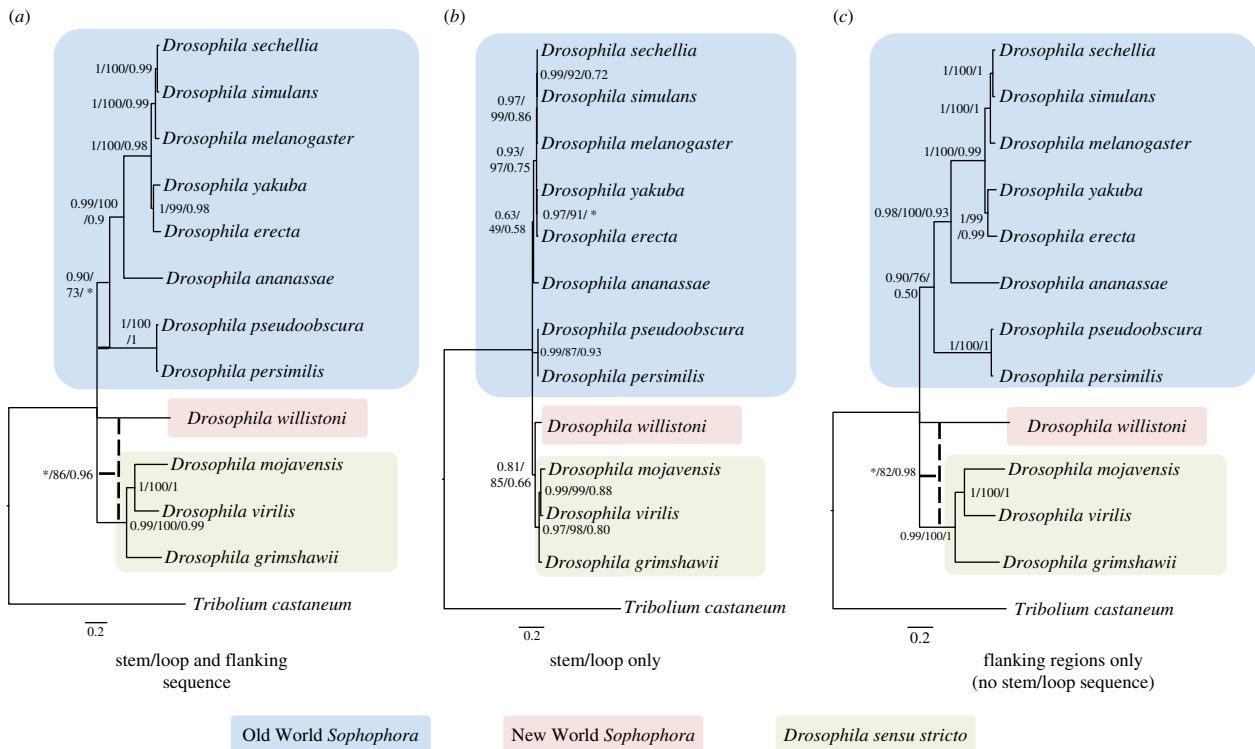 (a)
Drosophila sechellia
1/100/0.99
Drosophila simulans
1/100/0.99
Drosophila melanogaster
1/100/0.98
Drosophila yakuba
1/99/0.98
0.99/100
/0.9
Drosophila erecta
Drosophila ananassae
0.90/
73/ *
1/100
/1
Drosophila pseudoobscura
Drosophila persimilis
Drosophila willistoni
*/86/0.96
Drosophila mojavensis
1/100/1
Drosophila virilis
0.99/100/0.99
Drosophila grimshawii
Tribolium castaneum
0.2
stem/loop and flanking
sequence
(b)
Drosophila sechellia
0.99/92/0.72
Drosophila simulans
0.97/
99/0.86
Drosophila melanogaster
0.93/
97/0.75
Drosophila yakuba
0.97/91/ *
0.63/
49/0.58
Drosophila erecta
Drosophila ananassae
Drosophila pseudoobscura
0.99/87/0.93
Drosophila persimilis
Drosophila willistoni
0.81/
85/0.66
Drosophila mojavensis
0.99/99/0.88
Drosophila virilis
0.97/98/0.80
Drosophila grimshawii
Tribolium castaneum
0.2
stem/loop only
(c)
Drosophila sechellia
1/100/1
Drosophila simulans
1/100/1
Drosophila melanogaster
1/100/0.99
Drosophila yakuba
0.98/100/0.93
1/99
/0.99
Drosophila erecta
0.90/76/
0.50
Drosophila ananassae
Drosophila pseudoobscura
1/100/1
Drosophila persimilis
Drosophila willistoni
*/82/0.98
Drosophila mojavensis
1/100/1
Drosophila virilis
0.99/100/1
Drosophila grimshawii
Tribolium castaneum
0.2
flanking regions only
(no stem/loop sequence)
Old World Sophophora
New World Sophophora
Drosophila sensu stricto